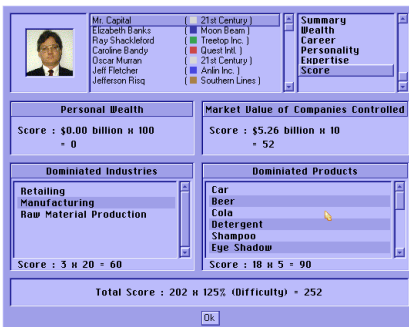 Mr. Capital ( 21st Century )
Elizabeth Banks ( Moon Beam )
Ray Shackleford ( Treetop Inc. )
Caroline Bandy ( Quest Intl. )
Oscar Murran ( 21st Century )
Jeff Fletcher ( Anlin Inc. )
Jefferson Risq ( Southern Lines )
Summary
Wealth
Career
Personality
Expertise
Score
Personal Wealth
Score : $0.00 billion x 100
= 0
Market Value of Companies Controlled
Score : $5.26 billion x 10
= 52
Dominiated Industries
Retailing
Manufacturing
Raw Material Production
Score : 3 x 20 = 60
Dominiated Products
Car
Beer
Cola
Detergent
Shampoo
Eye Shadow
Score : 18 x 5 = 90
Total Score : 202 x 125% (Difficulty) = 252
Ok